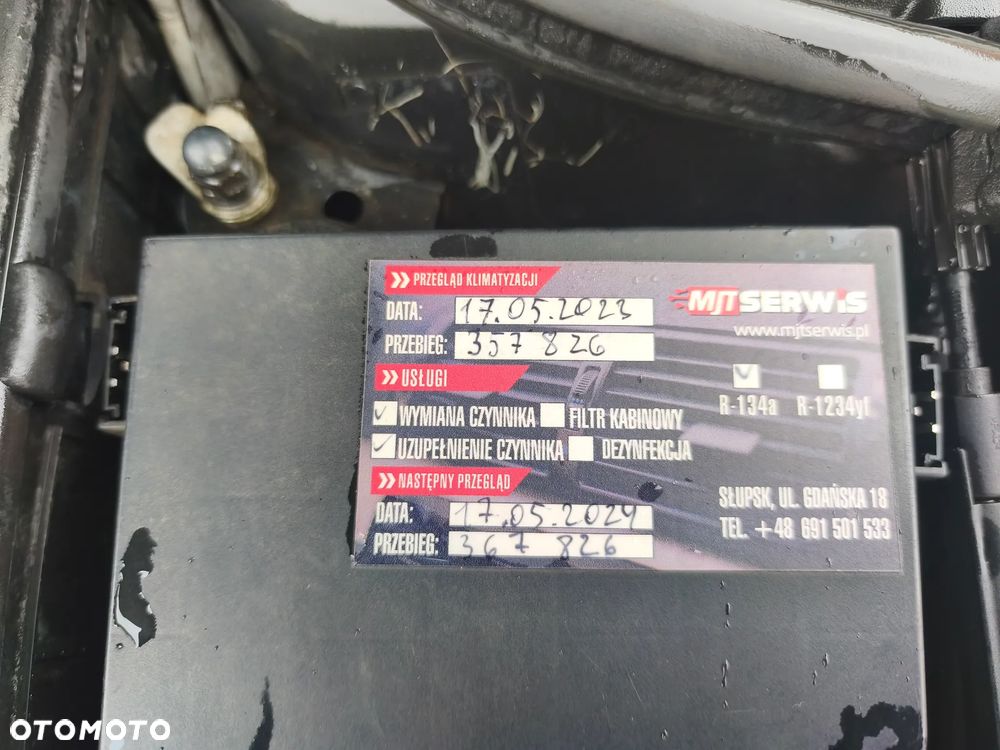 PRZEGLĄD KLIMATYZACJI
DATA: 17.05.2023
PRZEBIEG: 357 826
MJTSERWIS
www.mjtserwis.pl
USŁUGI
R-134a R-1234yf
WYMIANA CZYNNIKA FILTR KABINOWY
UZUPEŁNIENIE CZYNNIKA DEZYNFEKCJA
NASTĘPNY PRZEGLĄD
DATA: 17.05.2024
PRZEBIEG: 367 826
SŁUPSK, UL. GDAŃSKA 18
TEL. +48 691 501 533
OTOMOTO